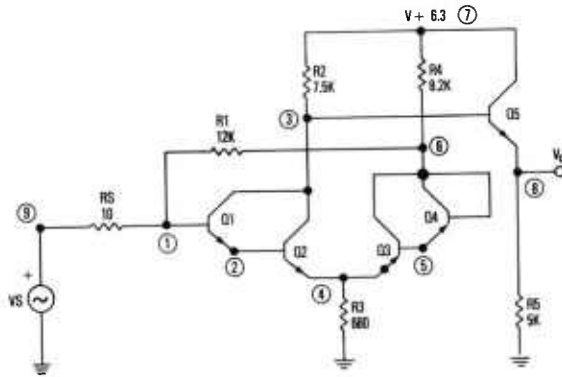 V + 6.3 ⑦
R2
7.5K
R4
8.2K
③
Q5
R1
12K
⑥
⑨
RS
10
①
Q1
Q2
②
Q3
Q4
⑤
④
⑧
+
VS
R3
680
R5
5K